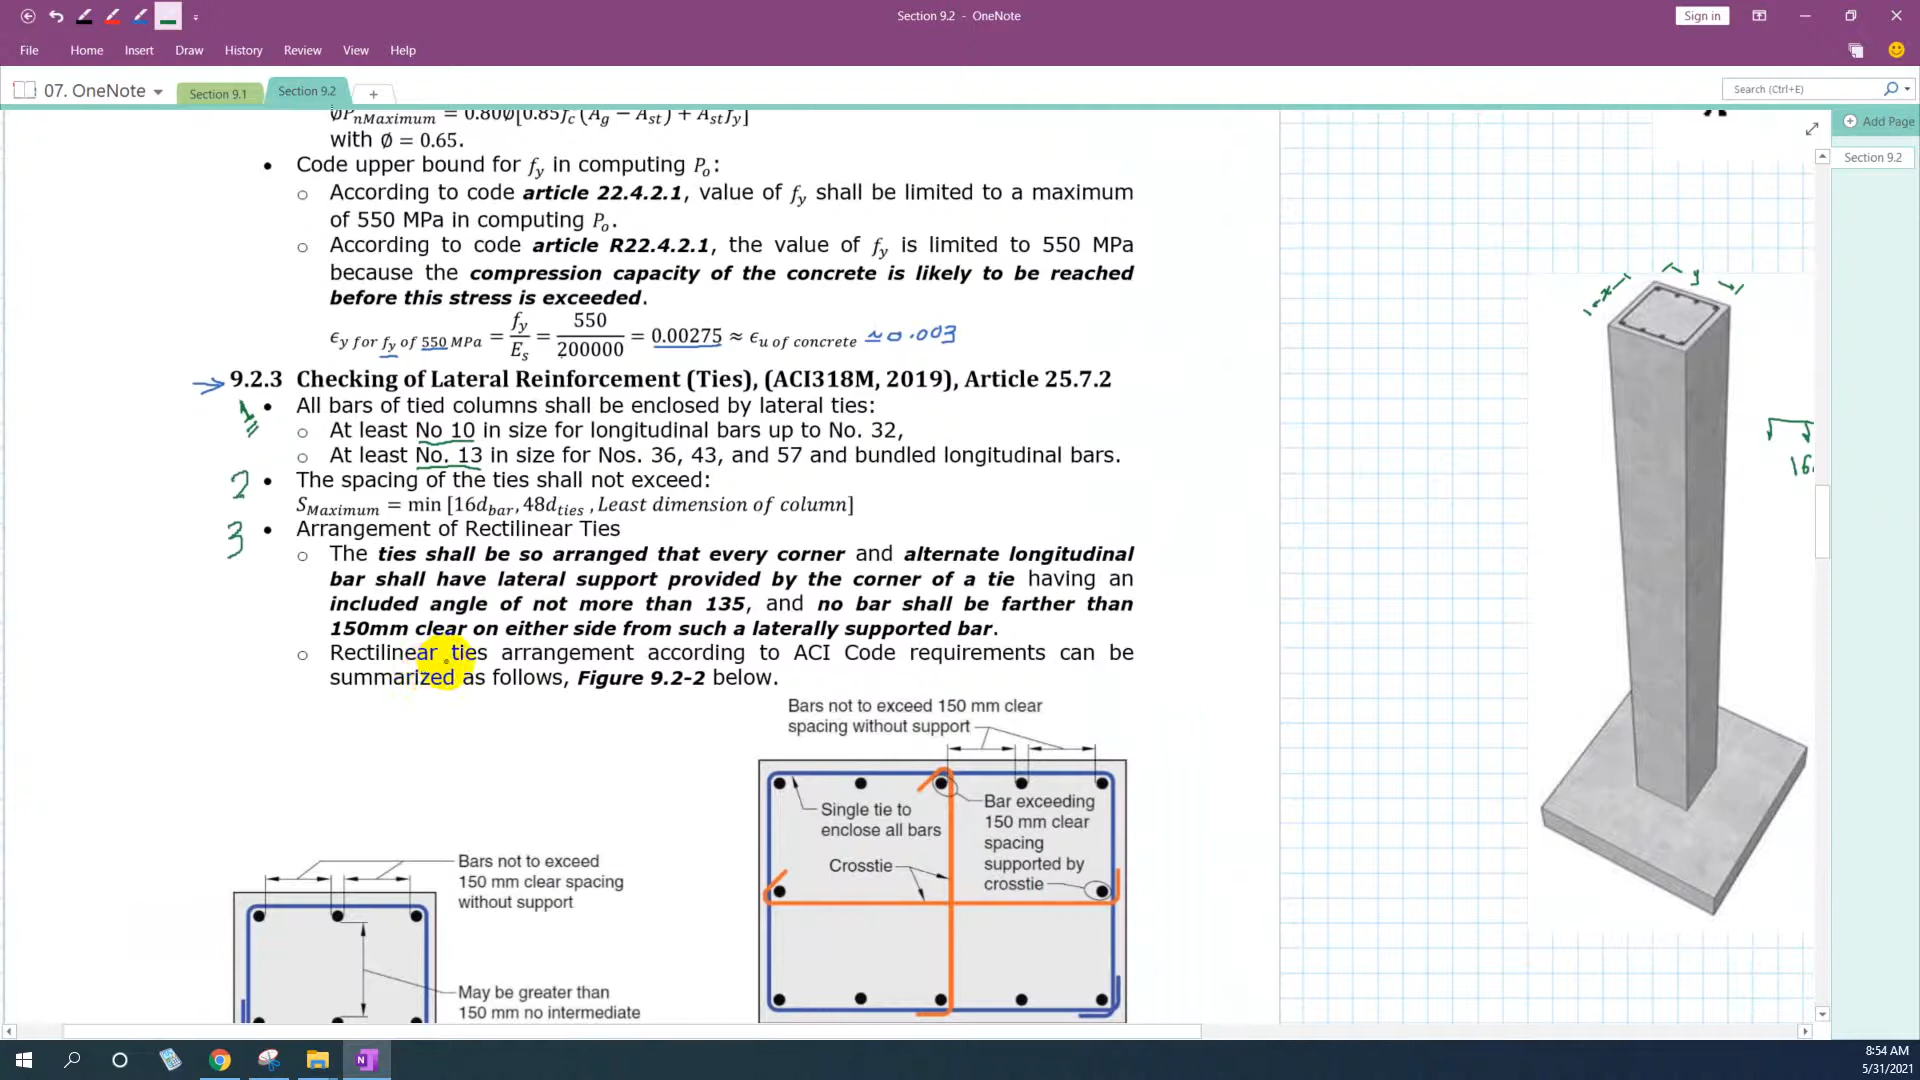 Section 9.2 - OneNote
Sign in
File Home Insert Draw History Review View Help
07. OneNote
Section 9.1
Section 9.2
Search (Ctrl+E)
Add Page
Section 9.2
∅P_nMaximum = 0.80∅[0.85f_c (A_g − A_st) + A_st f_y]
with ∅ = 0.65.
• Code upper bound for f_y in computing P_o:
o According to code article 22.4.2.1, value of f_y shall be limited to a maximum
of 550 MPa in computing P_o.
o According to code article R22.4.2.1, the value of f_y is limited to 550 MPa
because the compression capacity of the concrete is likely to be reached
before this stress is exceeded.
ϵ_y for f_y of 550 MPa = f_y/E_s = 550/200000 = 0.00275 ≈ ϵ_u of concrete ≃ 0.003
9.2.3 Checking of Lateral Reinforcement (Ties), (ACI318M, 2019), Article 25.7.2
1 • All bars of tied columns shall be enclosed by lateral ties:
o At least No 10 in size for longitudinal bars up to No. 32,
o At least No. 13 in size for Nos. 36, 43, and 57 and bundled longitudinal bars.
2 • The spacing of the ties shall not exceed:
S_Maximum = min [16d_bar, 48d_ties , Least dimension of column]
3 • Arrangement of Rectilinear Ties
o The ties shall be so arranged that every corner and alternate longitudinal
bar shall have lateral support provided by the corner of a tie having an
included angle of not more than 135, and no bar shall be farther than
150mm clear on either side from such a laterally supported bar.
o Rectilinear ties arrangement according to ACI Code requirements can be
summarized as follows, Figure 9.2-2 below.
Bars not to exceed 150 mm clear
spacing without support
Single tie to
enclose all bars
Crosstie
Bar exceeding
150 mm clear
spacing
supported by
crosstie
Bars not to exceed
150 mm clear spacing
without support
May be greater than
150 mm no intermediate
x
y
16
8:54 AM
5/31/2021